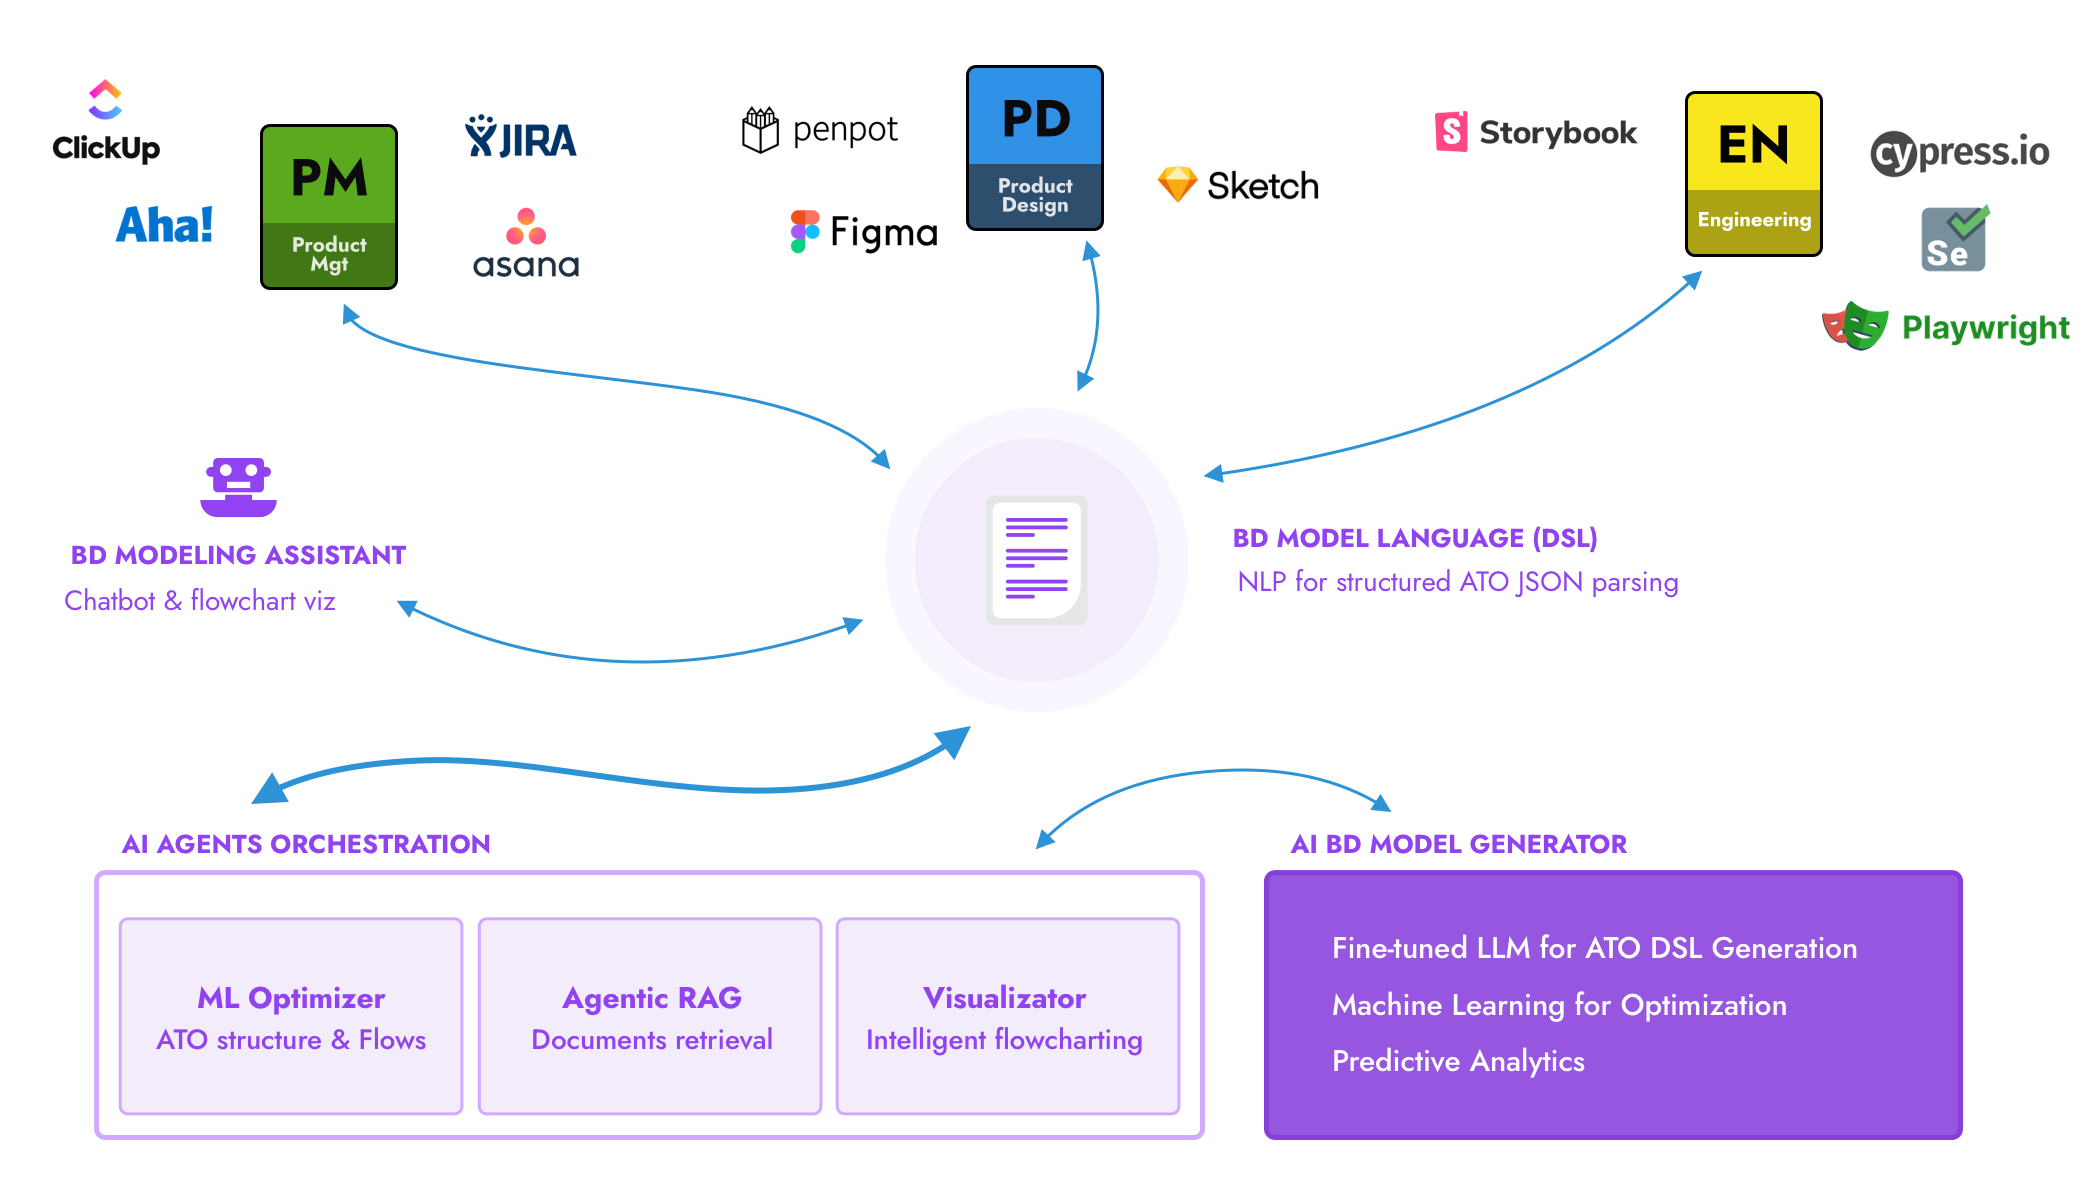 ClickUp
Aha!
PM
Product
Mgt
JIRA
asana
penpot
Figma
PD
Product
Design
Sketch
Storybook
EN
Engineering
cypress.io
Se
Playwright
BD MODELING ASSISTANT
Chatbot & flowchart viz
BD MODEL LANGUAGE (DSL)
NLP for structured ATO JSON parsing
AI AGENTS ORCHESTRATION
ML Optimizer
ATO structure & Flows
Agentic RAG
Documents retrieval
Visualizator
Intelligent flowcharting
AI BD MODEL GENERATOR
Fine-tuned LLM for ATO DSL Generation
Machine Learning for Optimization
Predictive Analytics